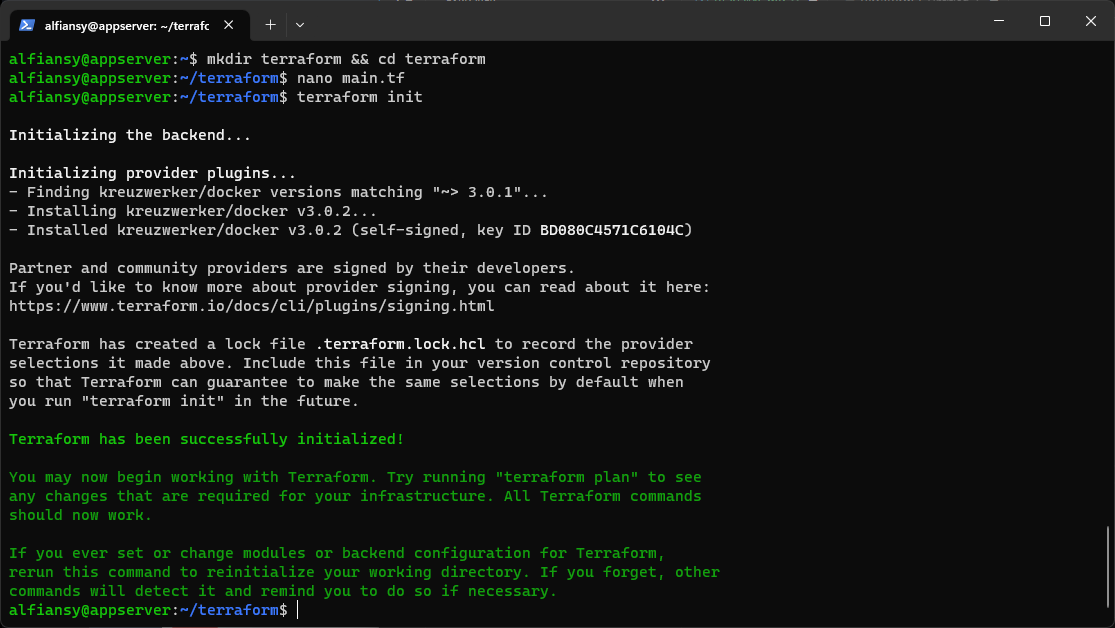 alfiansy@appserver: ~/terrafc
alfiansy@appserver:~$ mkdir terraform && cd terraform
alfiansy@appserver:~/terraform$ nano main.tf
alfiansy@appserver:~/terraform$ terraform init
Initializing the backend...
Initializing provider plugins...
- Finding kreuzwerker/docker versions matching "~> 3.0.1"...
- Installing kreuzwerker/docker v3.0.2...
- Installed kreuzwerker/docker v3.0.2 (self-signed, key ID BD080C4571C6104C)
Partner and community providers are signed by their developers.
If you'd like to know more about provider signing, you can read about it here:
https://www.terraform.io/docs/cli/plugins/signing.html
Terraform has created a lock file .terraform.lock.hcl to record the provider
selections it made above. Include this file in your version control repository
so that Terraform can guarantee to make the same selections by default when
you run "terraform init" in the future.
Terraform has been successfully initialized!
You may now begin working with Terraform. Try running "terraform plan" to see
any changes that are required for your infrastructure. All Terraform commands
should now work.
If you ever set or change modules or backend configuration for Terraform,
rerun this command to reinitialize your working directory. If you forget, other
commands will detect it and remind you to do so if necessary.
alfiansy@appserver:~/terraform$